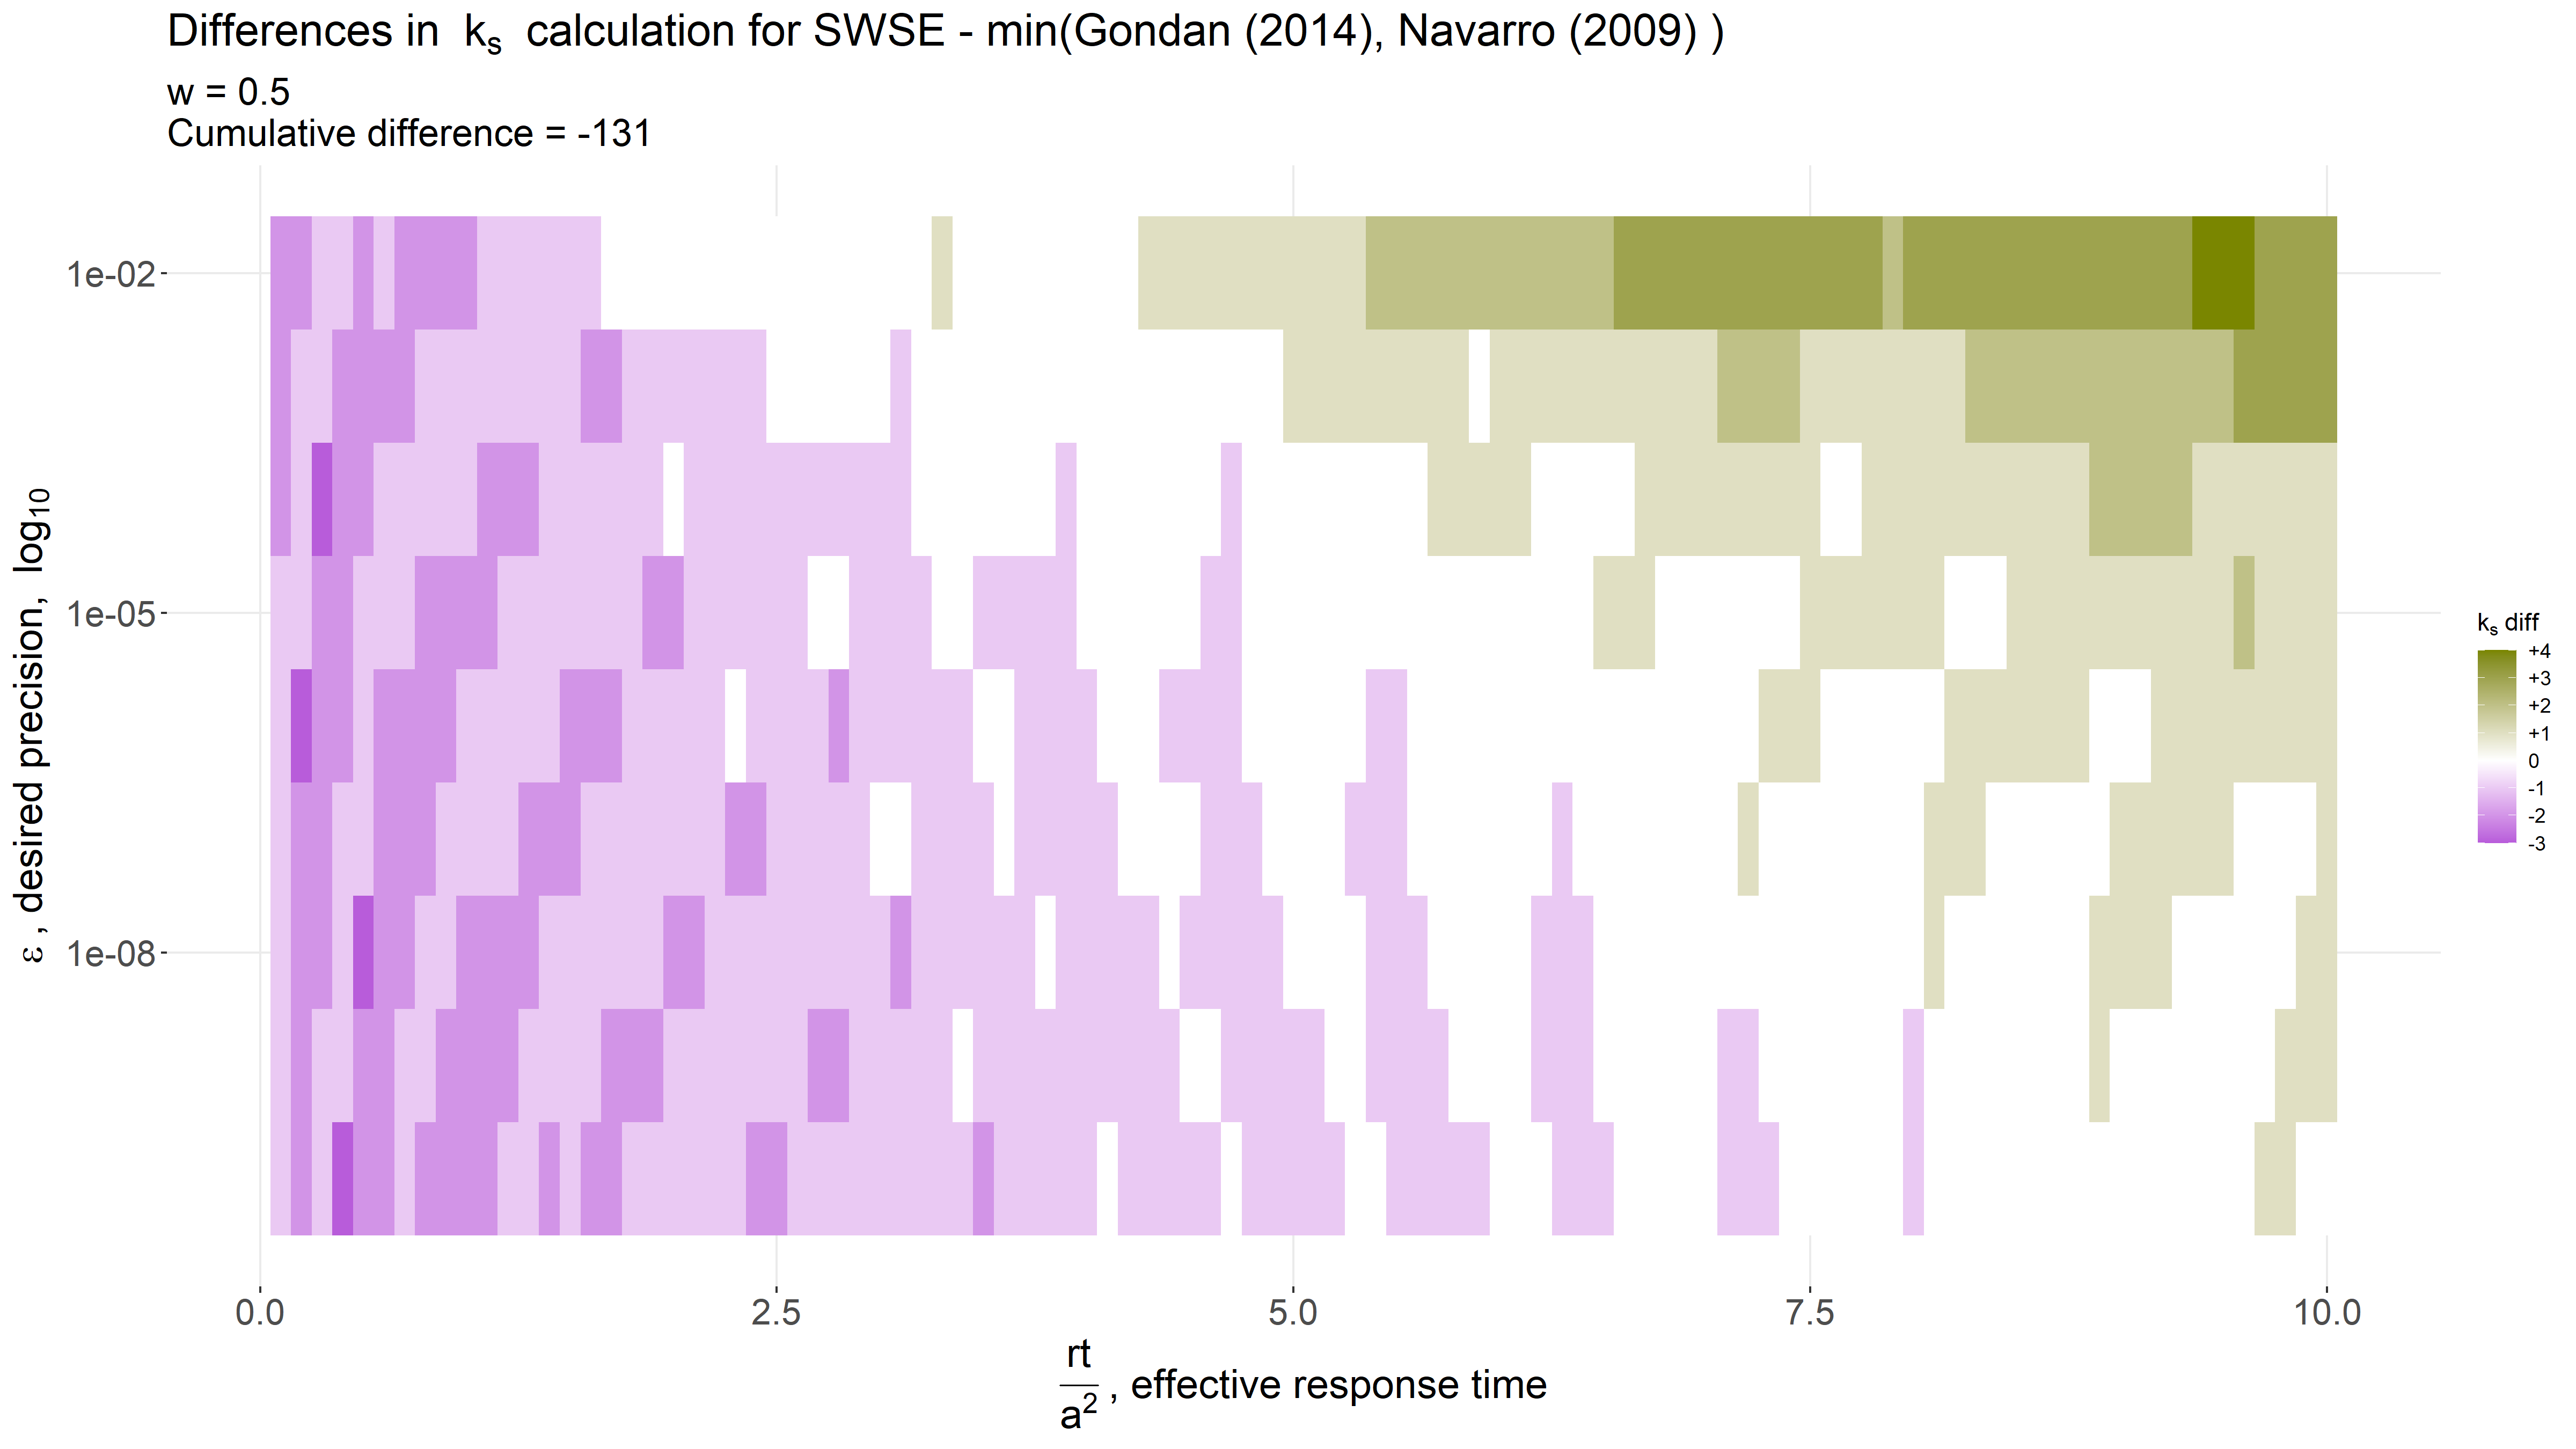 Differences in ks calculation for SWSE - min(Gondan (2014), Navarro (2009) )
w = 0.5
Cumulative difference = -131
ε , desired precision, log10
1e-02
1e-05
1e-08
0.0 2.5 5.0 7.5 10.0
rt
a2 , effective response time
ks diff
+4
+3
+2
+1
0
-1
-2
-3